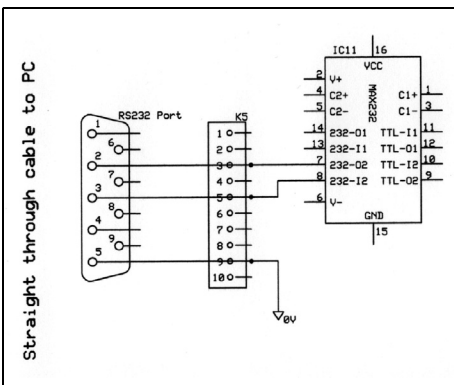 Straight through cable to PC
RS232 Port
1
6
2
7
3
8
4
9
5
K5
1
2
3
4
5
6
7
8
9
10
0V
IC11
16
VCC
MAX232
2 V+
4 C2+
5 C2-
14 232-O1
13 232-I1
7 232-O2
8 232-I2
6 V-
C1+ 1
C1- 3
TTL-I1 11
TTL-O1 12
TTL-I2 10
TTL-O2 9
GND
15